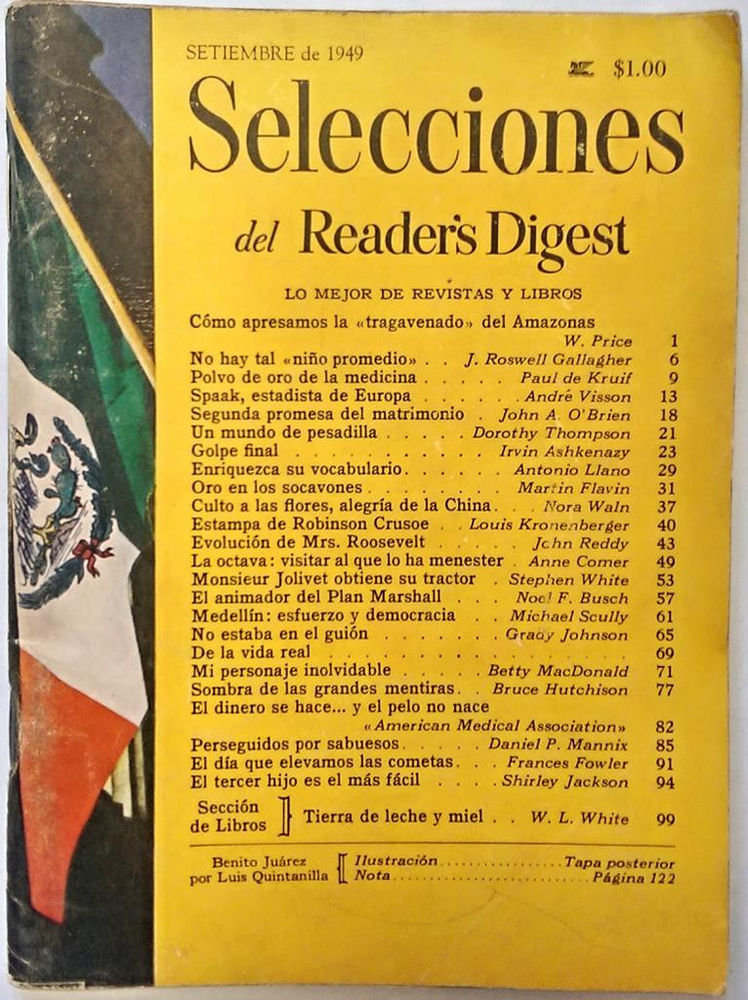 SETIEMBRE de 1949
$1.00
Selecciones
del Reader's Digest
LO MEJOR DE REVISTAS Y LIBROS
Cómo apresamos la «tragavenado» del Amazonas
W. Price 1
No hay tal «niño promedio» . . J. Roswell Gallagher 6
Polvo de oro de la medicina . . . . . Paul de Kruif 9
Spaak, estadista de Europa . . . . . . André Visson 13
Segunda promesa del matrimonio . John A. O'Brien 18
Un mundo de pesadilla . . . . . Dorothy Thompson 21
Golpe final . . . . . . . . . . . Irvin Ashkenazy 23
Enriquezca su vocabulario. . . . . . Antonio Llano 29
Oro en los socavones . . . . . . . . Martin Flavin 31
Culto a las flores, alegría de la China. . . Nora Waln 37
Estampa de Robinson Crusoe . . Louis Kronenberger 40
Evolución de Mrs. Roosevelt . . . . . John Reddy 43
La octava: visitar al que lo ha menester . Anne Comer 49
Monsieur Jolivet obtiene su tractor . Stephen White 53
El animador del Plan Marshall . . . Noel F. Busch 57
Medellín: esfuerzo y democracia . . Michael Scully 61
No estaba en el guión . . . . . . . Grady Johnson 65
De la vida real . . . . . . . . . . . . . . . . . 69
Mi personaje inolvidable . . . . . Betty MacDonald 71
Sombra de las grandes mentiras. . Bruce Hutchison 77
El dinero se hace... y el pelo no nace
«American Medical Association» 82
Perseguidos por sabuesos. . . . . Daniel P. Mannix 85
El día que elevamos las cometas. . . Frances Fowler 91
El tercer hijo es el más fácil . . . . Shirley Jackson 94
Sección
de Libros
Tierra de leche y miel . . W. L. White 99
Benito Juárez
por Luis Quintanilla
Ilustración................Tapa posterior
Nota..........................Página 122